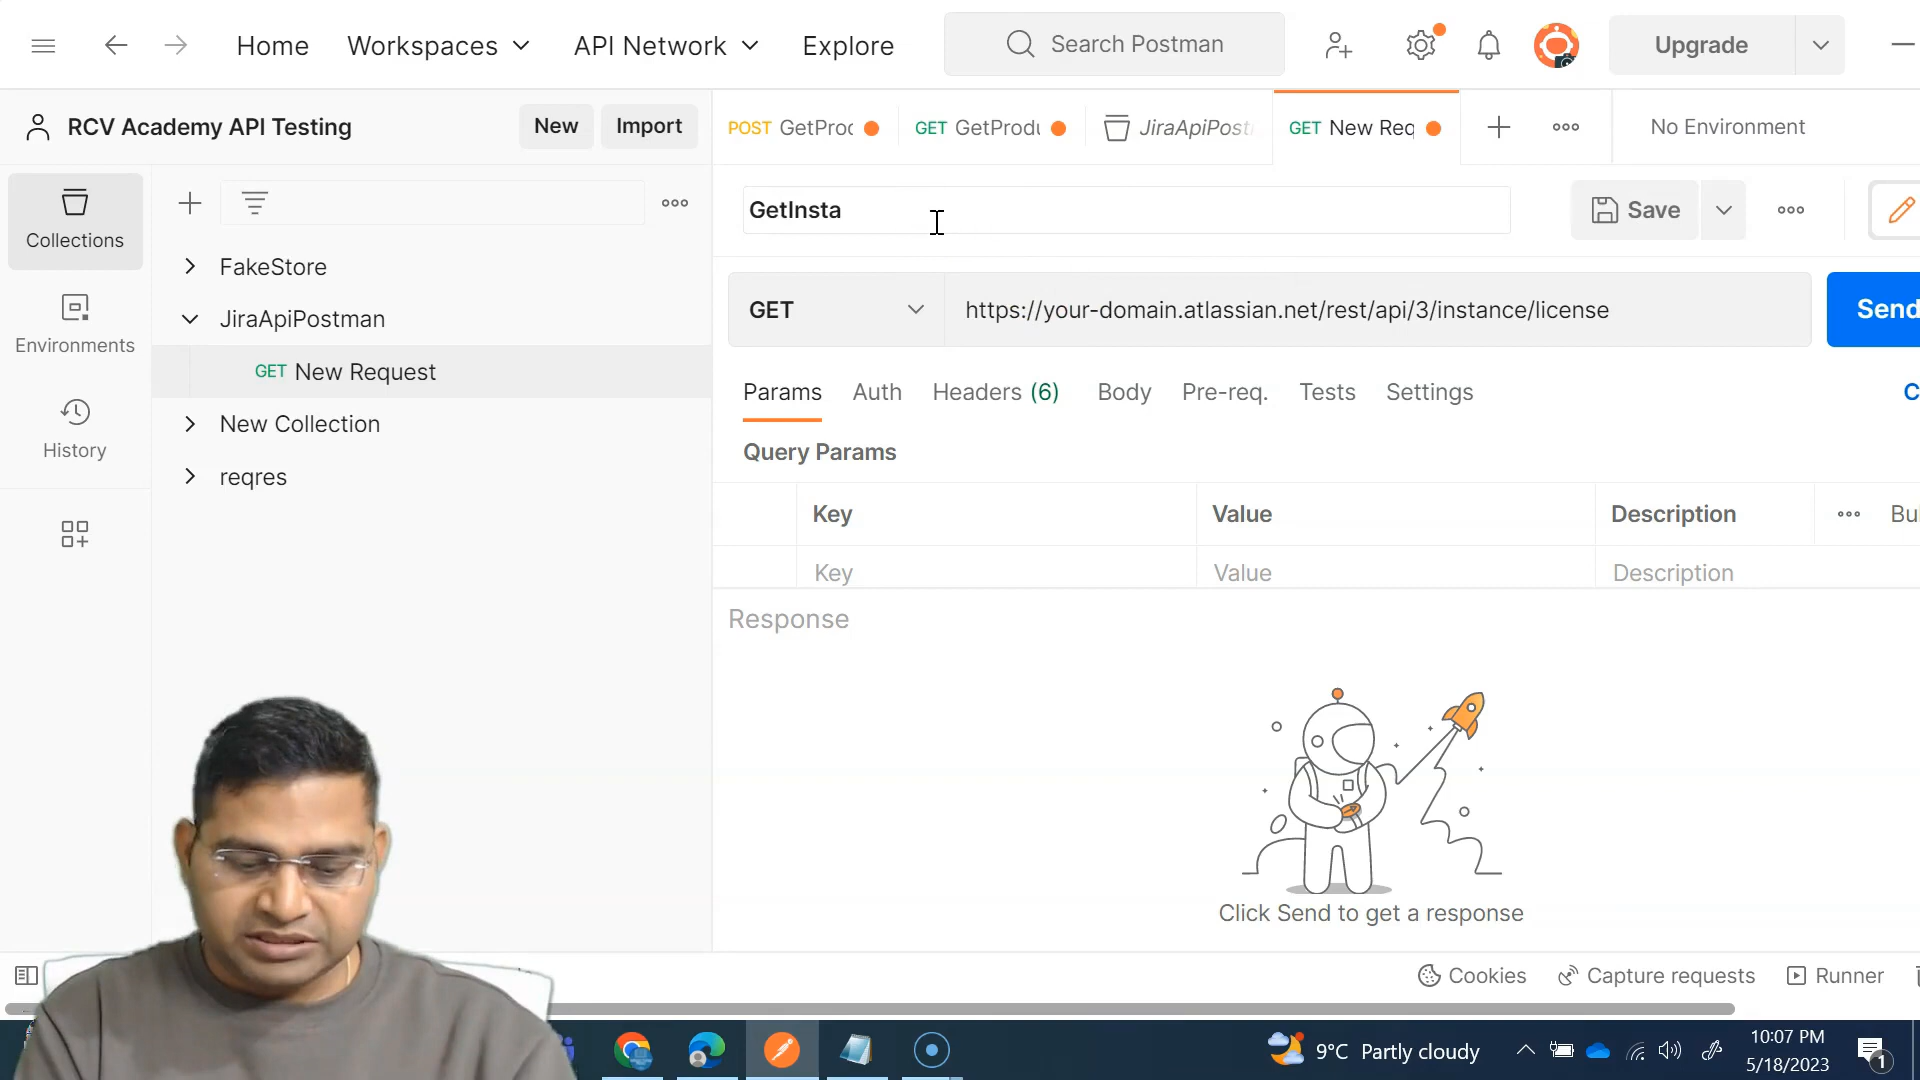 Home Workspaces API Network Explore Search Postman Upgrade
RCV Academy API Testing New Import
POST GetProd GET GetProdu JiraApiPost GET New Req No Environment
Collections
Environments
History
FakeStore
JiraApiPostman
GET New Request
New Collection
reqres
GetInsta Save
GET https://your-domain.atlassian.net/rest/api/3/instance/license Send
Params Auth Headers (6) Body Pre-req. Tests Settings C
Query Params
Key Value Description Bu
Key Value Description
Response
Click Send to get a response
Cookies Capture requests Runner
9°C Partly cloudy
10:07 PM
5/18/2023
1